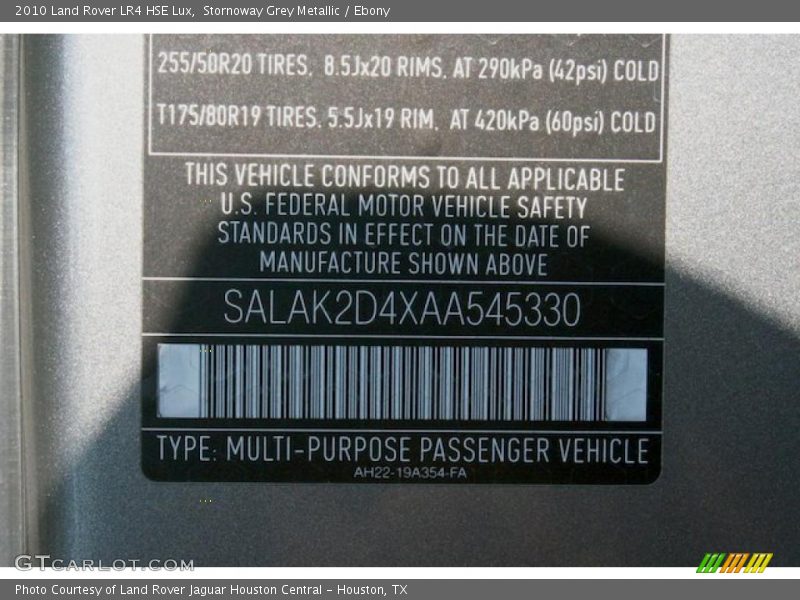 2010 Land Rover LR4 HSE Lux, Stornoway Grey Metallic / Ebony
255/50R20 TIRES, 8.5Jx20 RIMS, AT 290kPa (42psi) COLD
T175/80R19 TIRES. 5.5Jx19 RIM, AT 420kPa (60psi) COLD
THIS VEHICLE CONFORMS TO ALL APPLICABLE
U.S. FEDERAL MOTOR VEHICLE SAFETY
STANDARDS IN EFFECT ON THE DATE OF
MANUFACTURE SHOWN ABOVE
SALAK2D4XAA545330
TYPE: MULTI-PURPOSE PASSENGER VEHICLE
AH22-19A354-FA
GTcarlot.com
Photo Courtesy of Land Rover Jaguar Houston Central - Houston, TX